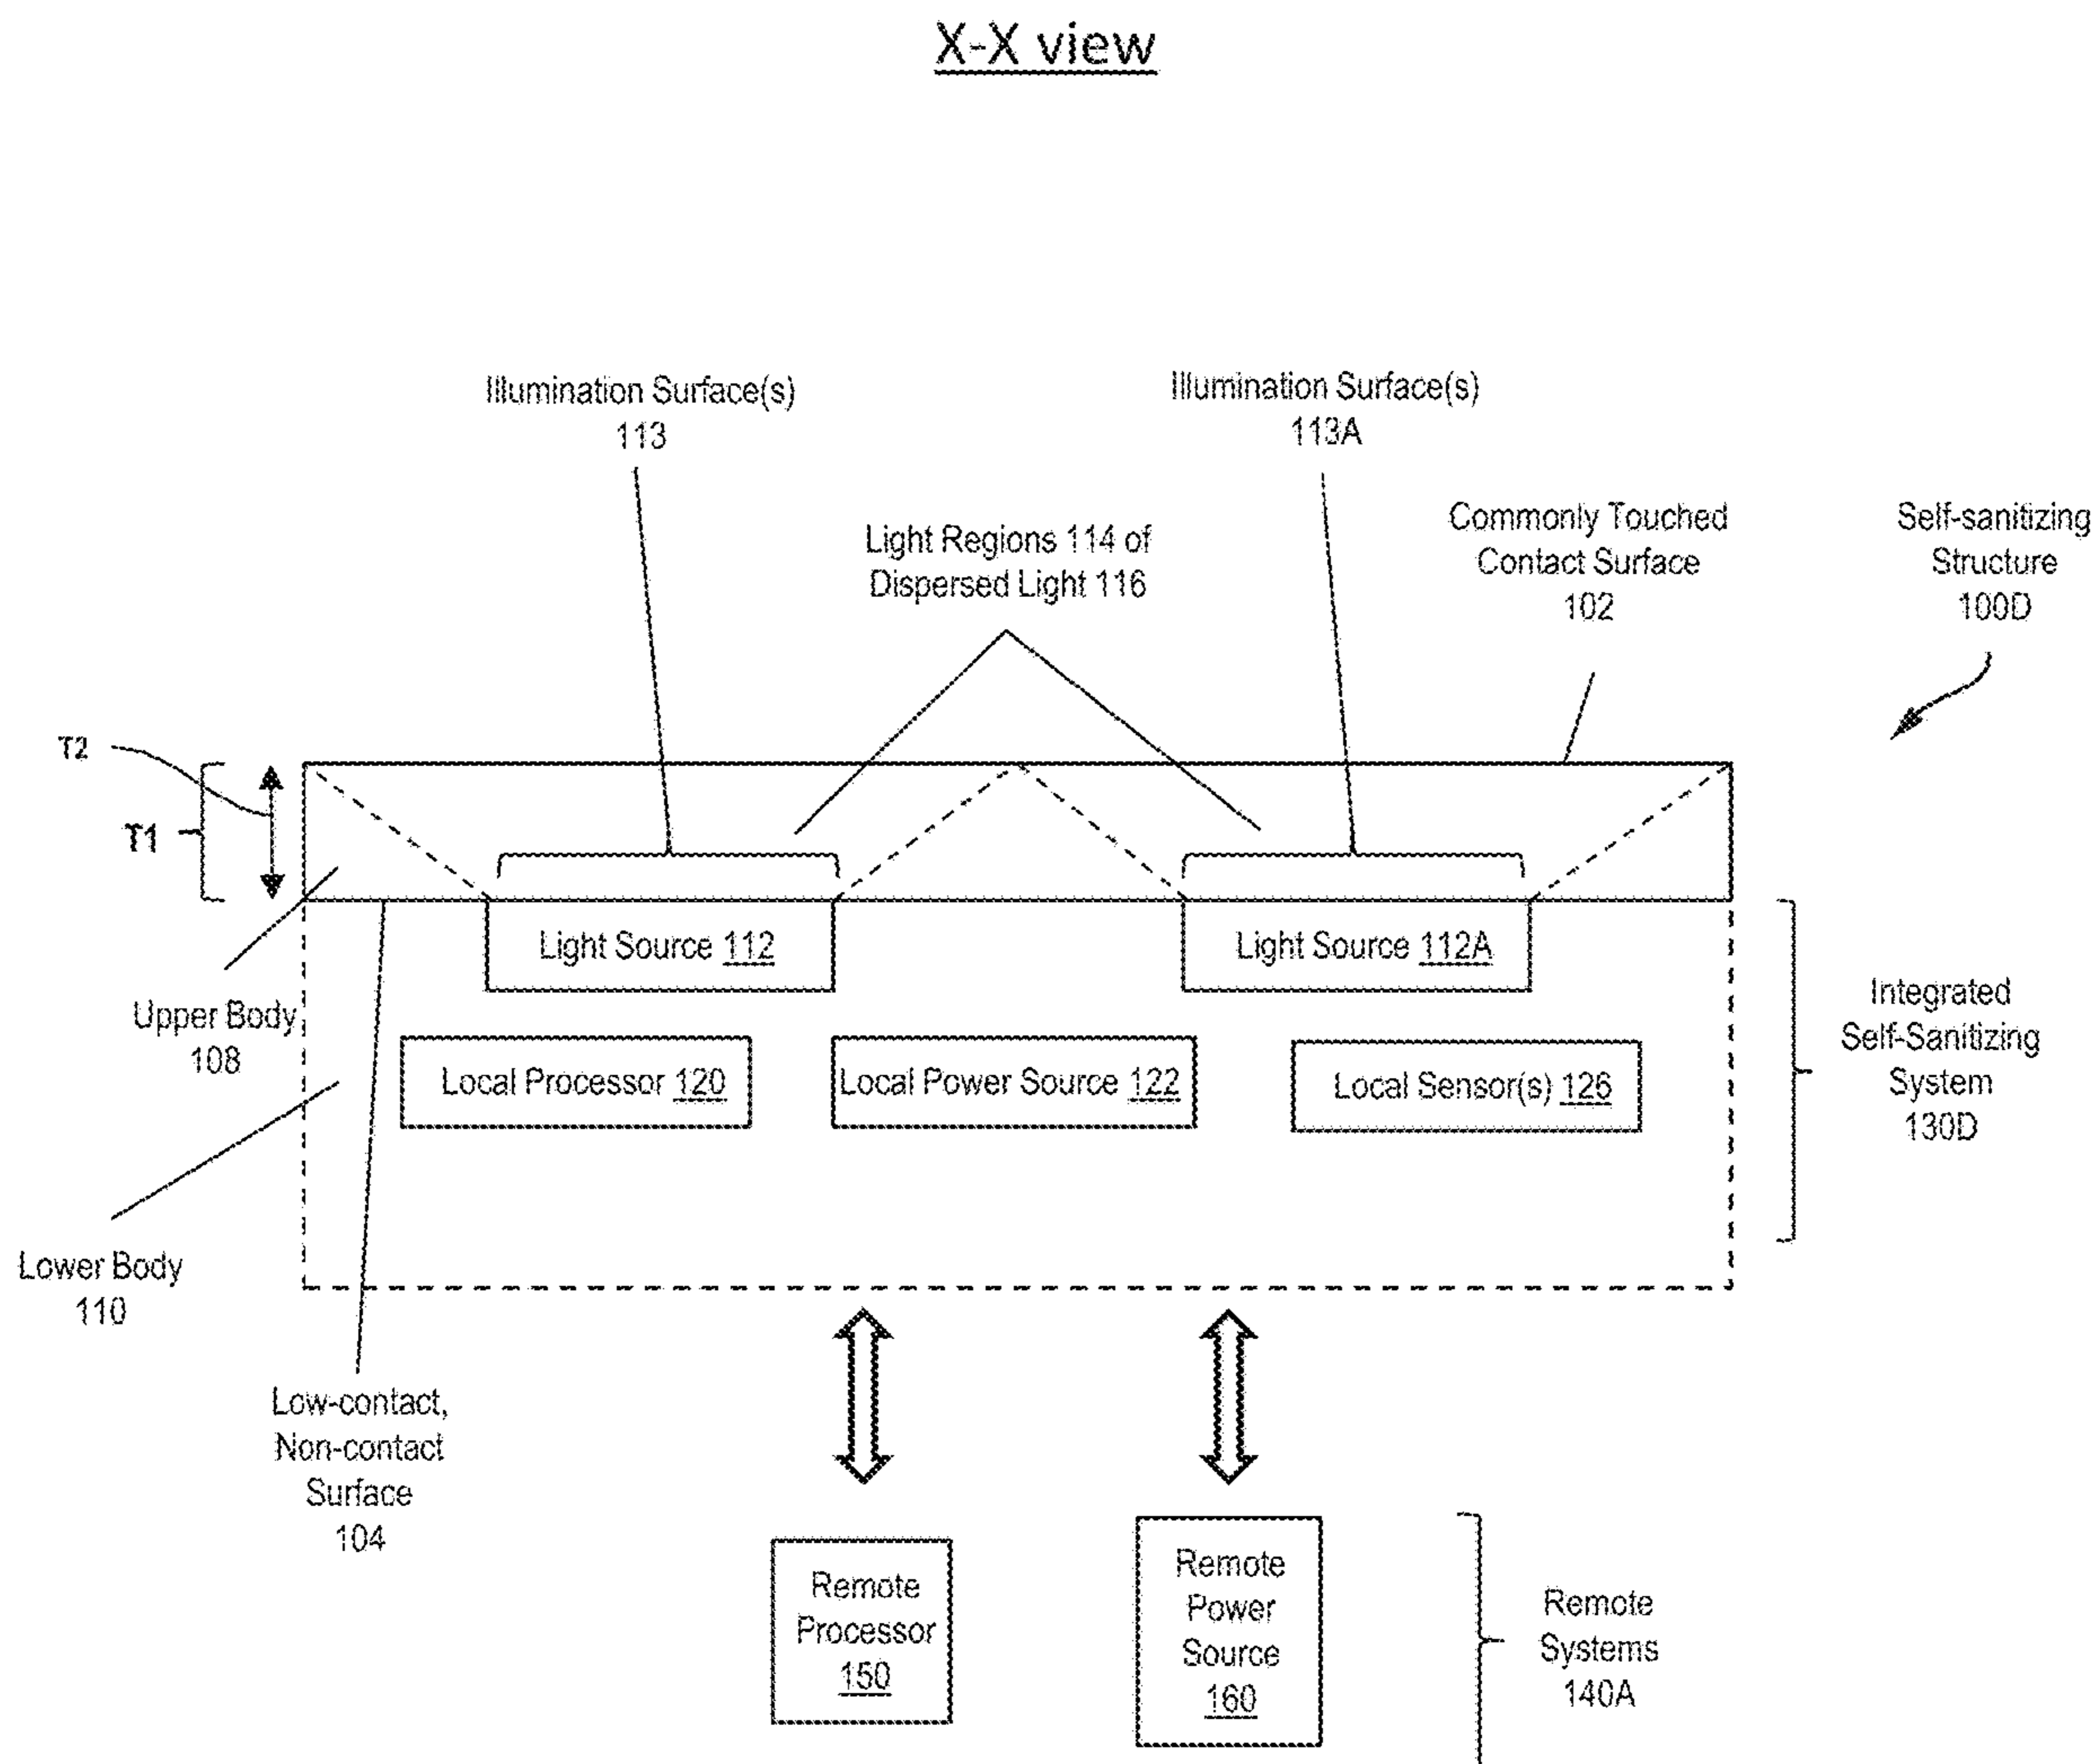 X-X view
Illumination Surface(s)
113
Illumination Surface(s)
113A
Light Regions 114 of
Dispersed Light 116
Commonly Touched
Contact Surface
102
Self-sanitizing
Structure
100D
T2
T1
Light Source 112
Light Source 112A
Upper Body
108
Local Processor 120
Local Power Source 122
Local Sensor(s) 126
Integrated
Self-Sanitizing
System
130D
Lower Body
110
Low-contact,
Non-contact
Surface
104
Remote
Processor
150
Remote
Power
Source
160
Remote
Systems
140A